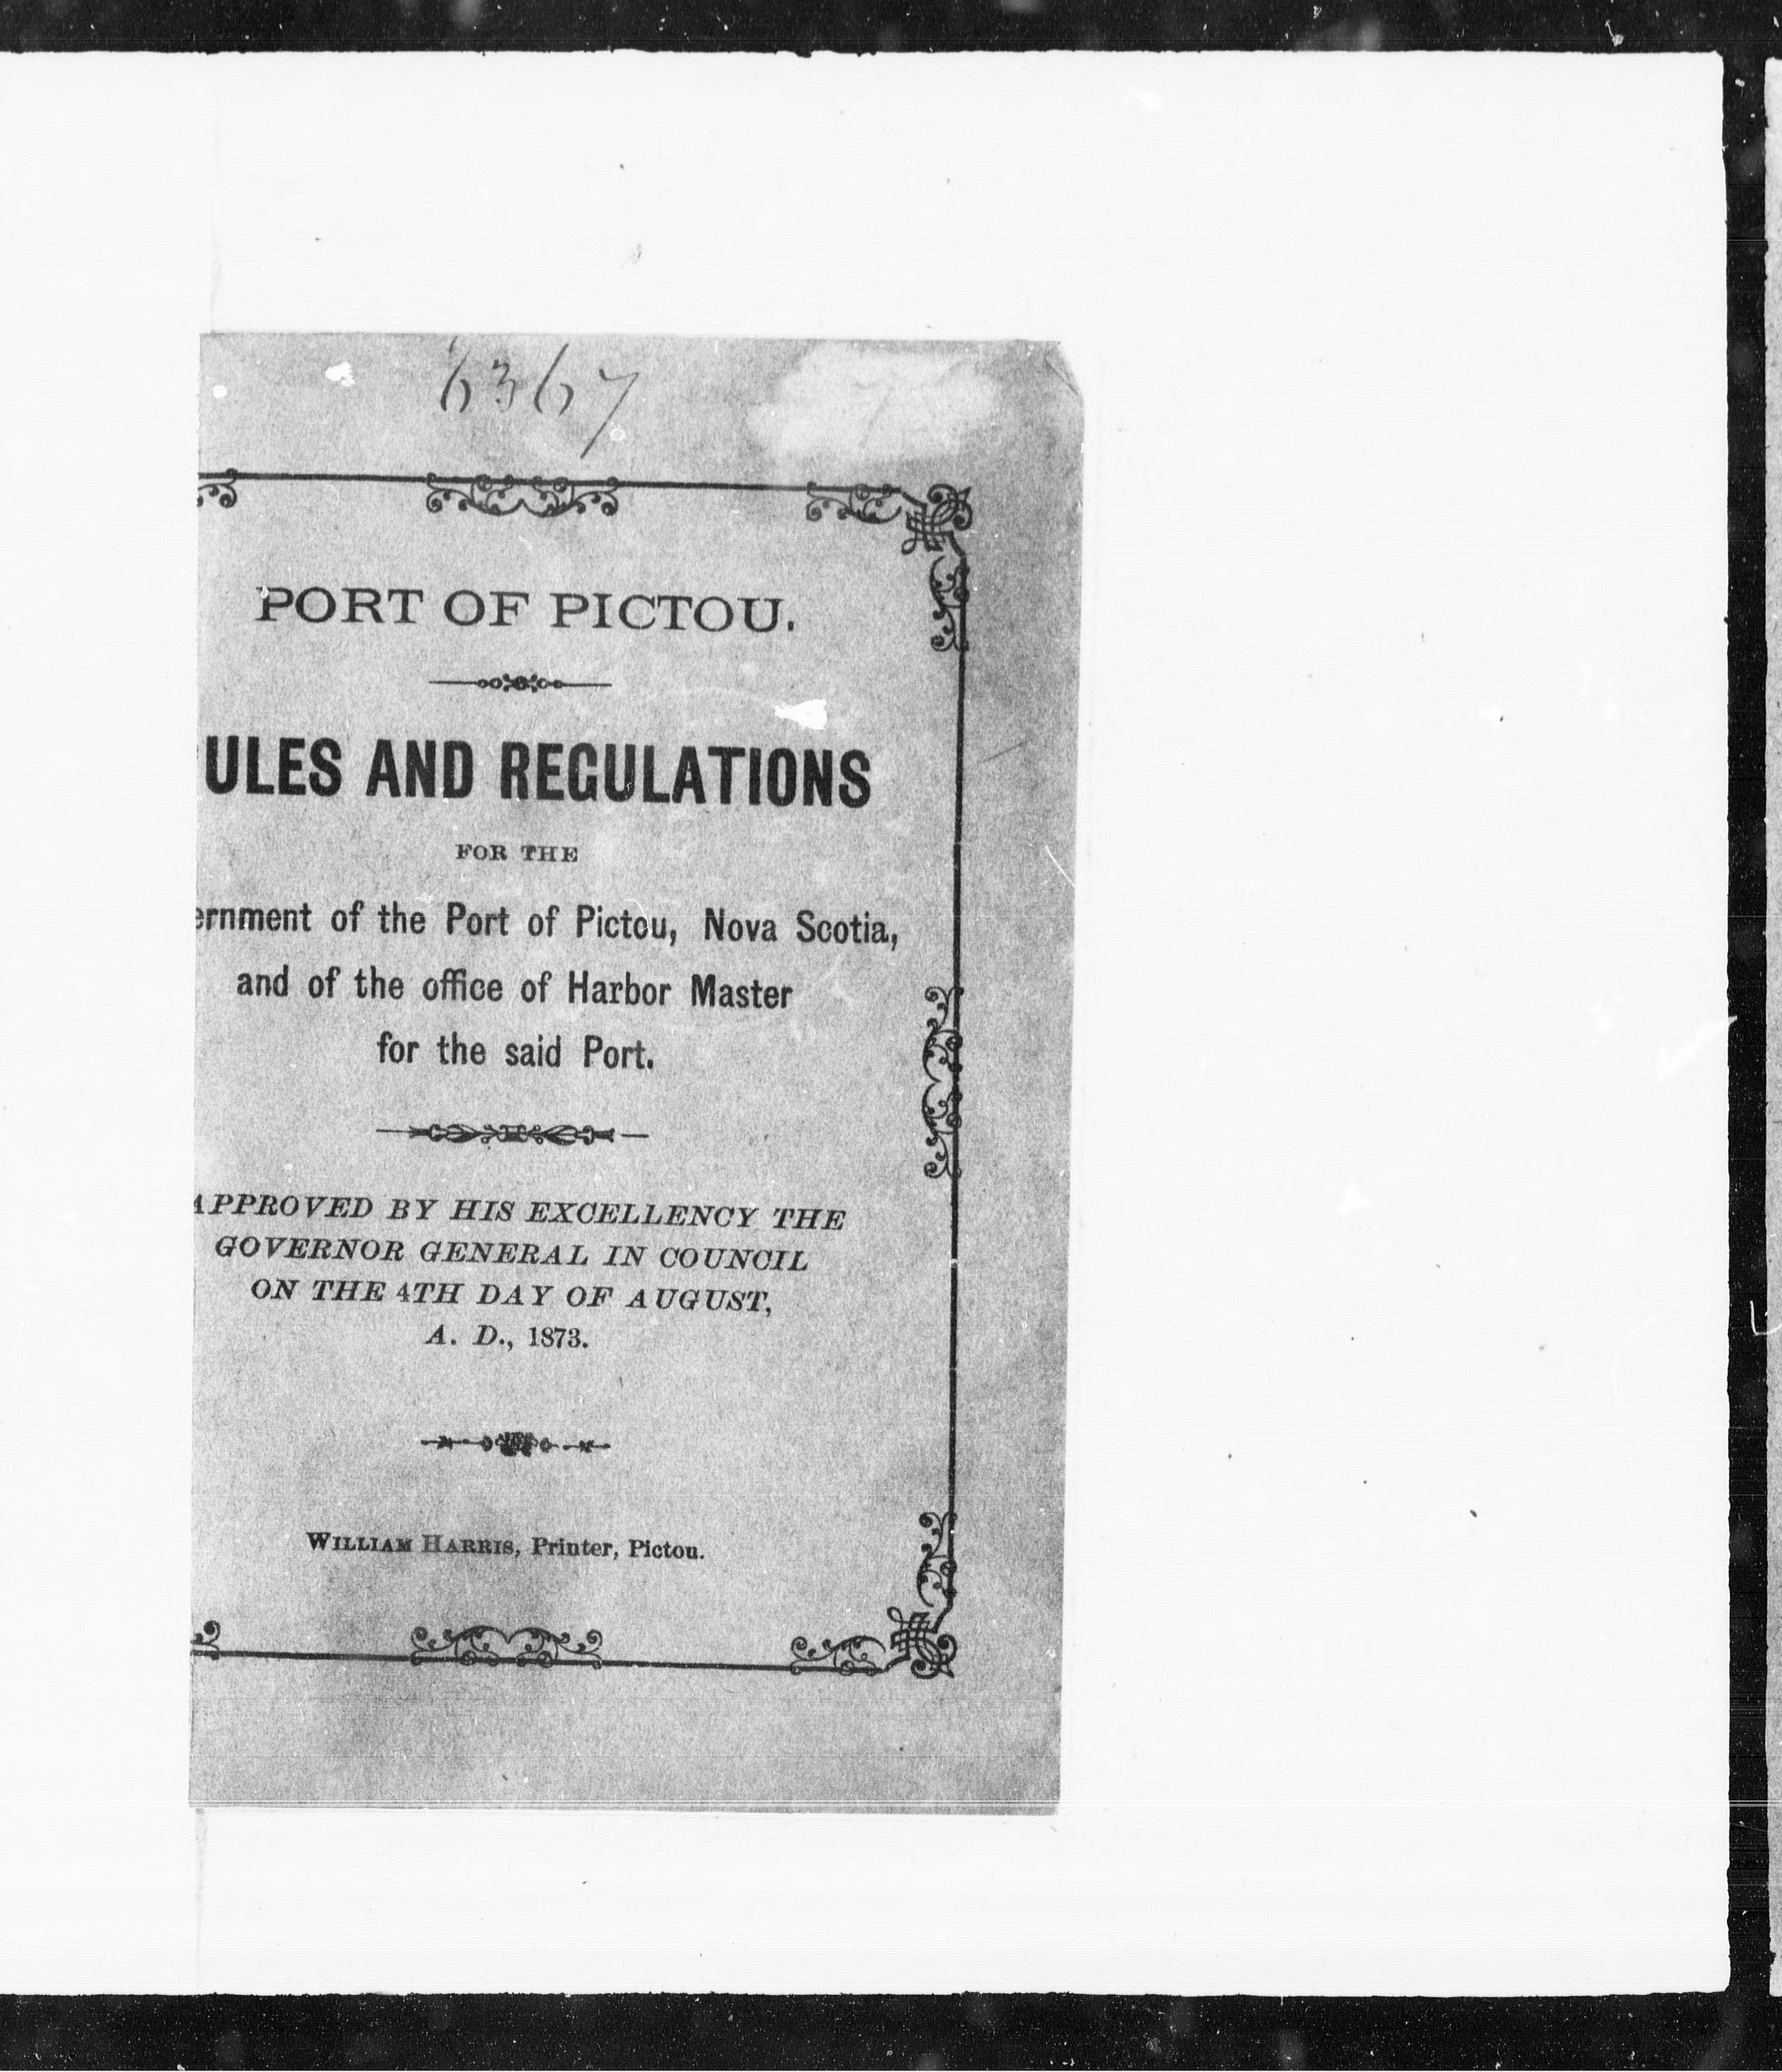 6367
PORT OF PICTOU.
ULES AND REGULATIONS
FOR THE
ernment of the Port of Pictou, Nova Scotia,
and of the office of Harbor Master
for the said Port.
APPROVED BY HIS EXCELLENCY THE
GOVERNOR GENERAL IN COUNCIL
ON THE 4TH DAY OF AUGUST,
A. D., 1873.
WILLIAM HARRIS, Printer, Pictou.